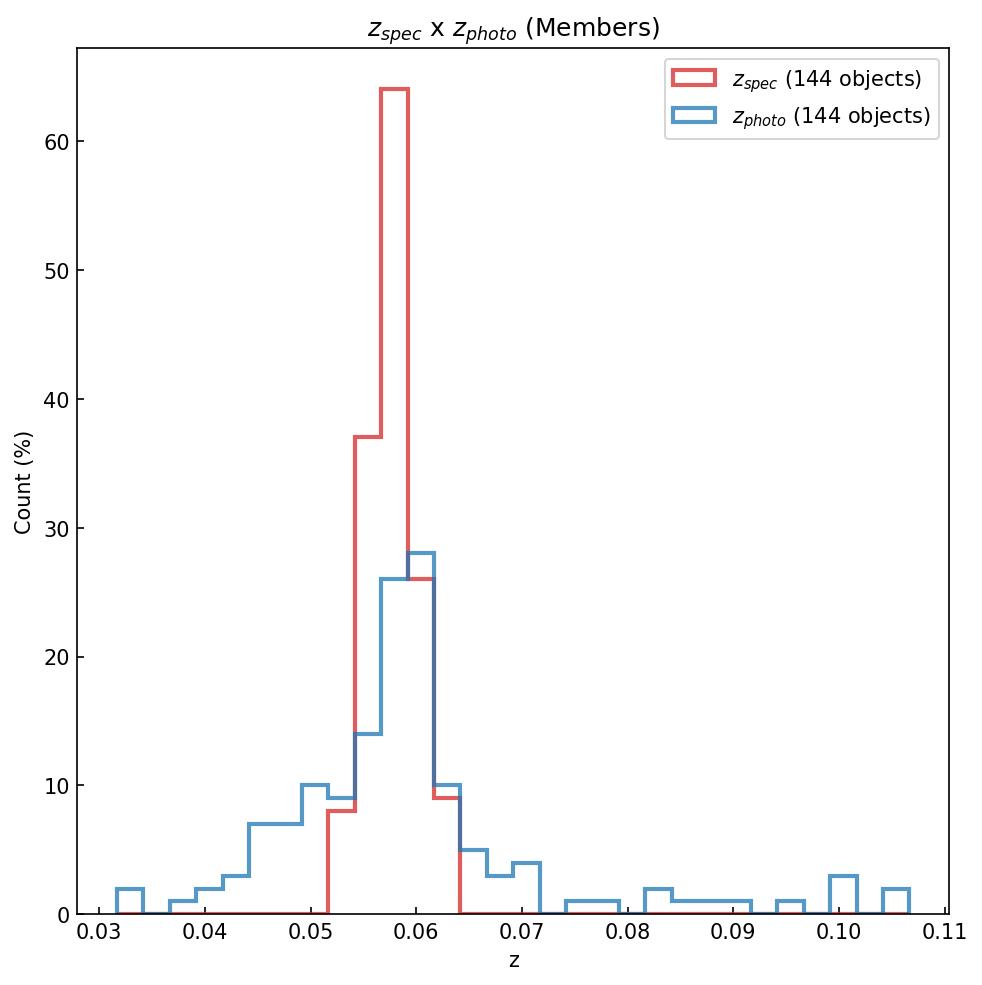 z_spec x z_photo (Members)
z_spec (144 objects)
z_photo (144 objects)
Count (%)
60
50
40
30
20
10
0
0.03 0.04 0.05 0.06 0.07 0.08 0.09 0.10 0.11
z